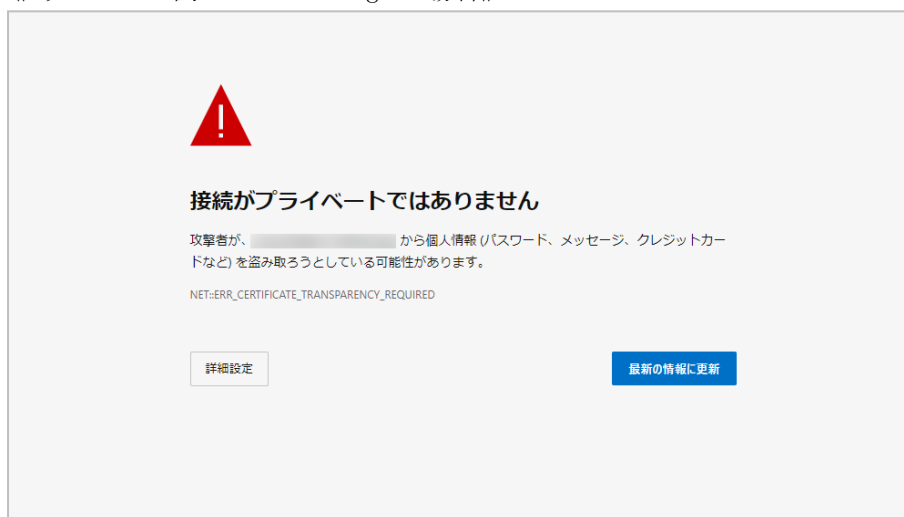 接続がプライベートではありません
攻撃者が、 から個人情報 (パスワード、メッセージ、クレジットカー
ドなど) を盗み取ろうとしている可能性があります。
NET::ERR_CERTIFICATE_TRANSPARENCY_REQUIRED
詳細設定
最新の情報に更新